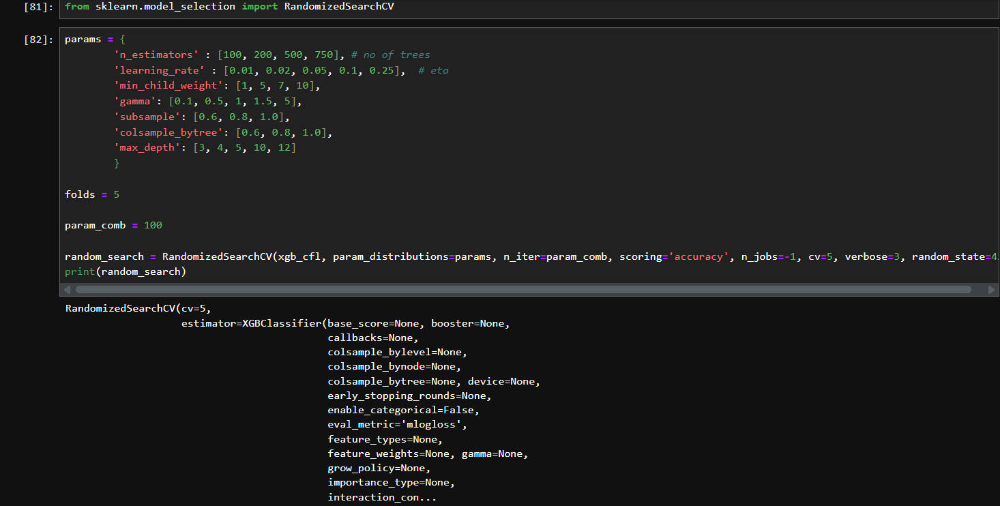 [81]: from sklearn.model_selection import RandomizedSearchCV
[82]: params = {
'n_estimators' : [100, 200, 500, 750], # no of trees
'learning_rate' : [0.01, 0.02, 0.05, 0.1, 0.25],  # eta
'min_child_weight': [1, 5, 7, 10],
'gamma': [0.1, 0.5, 1, 1.5, 5],
'subsample': [0.6, 0.8, 1.0],
'colsample_bytree': [0.6, 0.8, 1.0],
'max_depth': [3, 4, 5, 10, 12]
}
folds = 5
param_comb = 100
random_search = RandomizedSearchCV(xgb_cfl, param_distributions=params, n_iter=param_comb, scoring='accuracy', n_jobs=-1, cv=5, verbose=3, random_state=4
print(random_search)
RandomizedSearchCV(cv=5,
estimator=XGBClassifier(base_score=None, booster=None,
callbacks=None,
colsample_bylevel=None,
colsample_bynode=None,
colsample_bytree=None, device=None,
early_stopping_rounds=None,
enable_categorical=False,
eval_metric='mlogloss',
feature_types=None,
feature_weights=None, gamma=None,
grow_policy=None,
importance_type=None,
interaction_con...